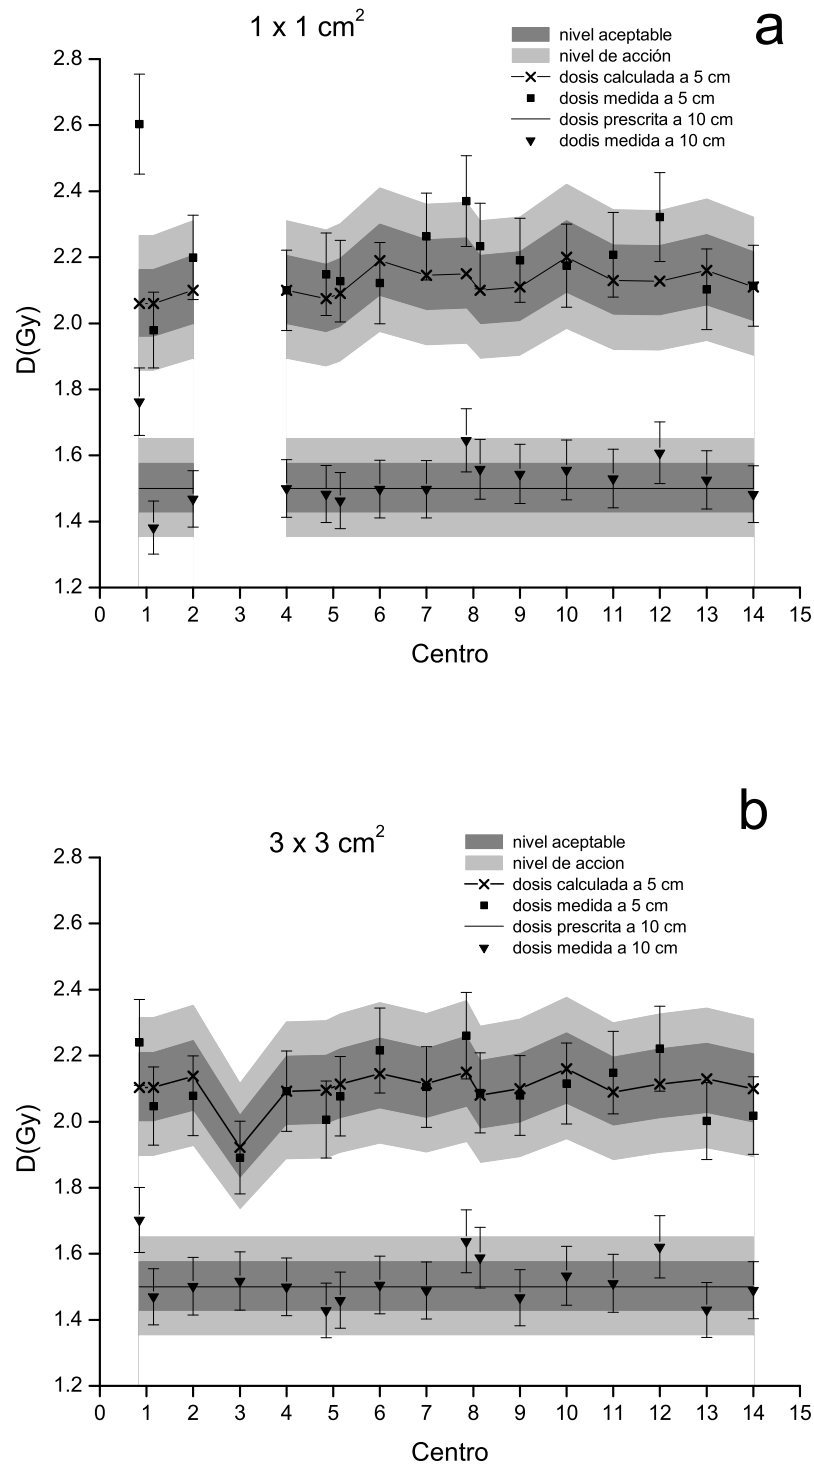 1 x 1 cm²
a
nivel aceptable
nivel de acción
dosis calculada a 5 cm
dosis medida a 5 cm
dosis prescrita a 10 cm
dodis medida a 10 cm
2.8
2.6
2.4
2.2
2.0
1.8
1.6
1.4
1.2
D(Gy)
0 1 2 3 4 5 6 7 8 9 10 11 12 13 14 15
Centro
b
3 x 3 cm²
nivel aceptable
nivel de accion
dosis calculada a 5 cm
dosis medida a 5 cm
dosis prescrita a 10 cm
dosis medida a 10 cm
2.8
2.6
2.4
2.2
2.0
1.8
1.6
1.4
1.2
D(Gy)
0 1 2 3 4 5 6 7 8 9 10 11 12 13 14 15
Centro